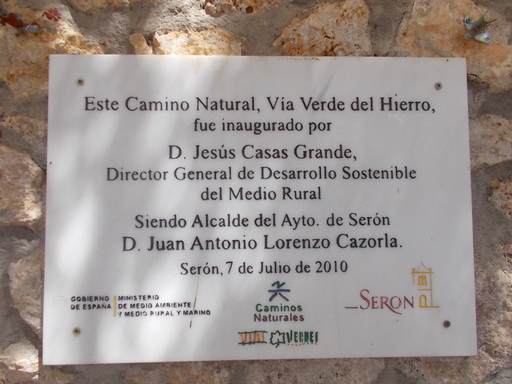 Este Camino Natural, Vía Verde del Hierro,
fue inaugurado por
D. Jesús Casas Grande,
Director General de Desarrollo Sostenible
del Medio Rural
Siendo Alcalde del Ayto. de Serón
D. Juan Antonio Lorenzo Cazorla.
Serón, 7 de Julio de 2010
GOBIERNO DE ESPAÑA
MINISTERIO DE MEDIO AMBIENTE Y MEDIO RURAL Y MARINO
Caminos
Naturales
VÍAS VERDES
SERON